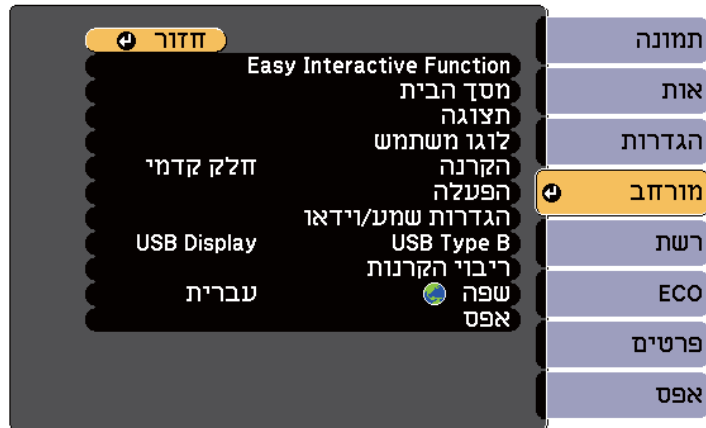 חזור
Easy Interactive Function
מסך הבית
תצוגה
לוגו משתמש
הקרנה חלק קדמי
הפעלה
הגדרות שמע/וידאו
USB Type B USB Display
ריבוי הקרנות
שפה עברית
אפס
תמונה
אות
הגדרות
מורחב
רשת
ECO
פרטים
אפס